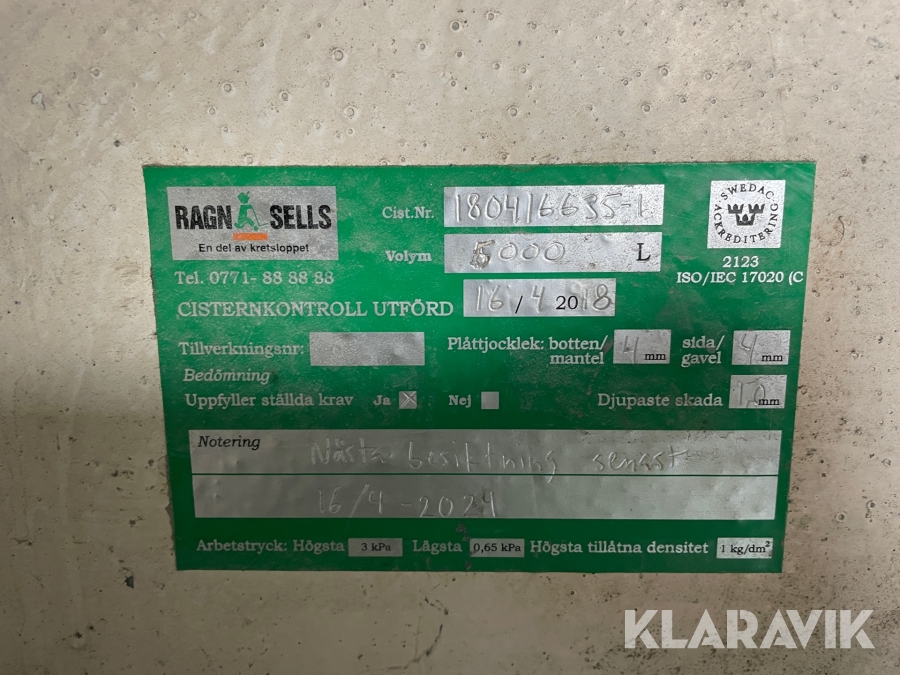 RAGN SELLS
En del av kretsloppet
Tel. 0771- 88 88 88
Cist.Nr. 180416635-1
Volym 5000 L
SWEDAC
ACKREDITERING
2123
ISO/IEC 17020 (C
CISTERNKONTROLL UTFÖRD 16 / 4 2018
Tillverkningsnr:
Plåttjocklek: botten/mantel 4 mm sida/gavel 4 mm
Bedömning
Uppfyller ställda krav Ja X Nej
Djupaste skada mm
Notering
Nästa besiktning senast
16/4-2024
Arbetstryck: Högsta 3 kPa Lägsta 0,65 kPa Högsta tillåtna densitet 1 kg/dm²
KLARAVIK